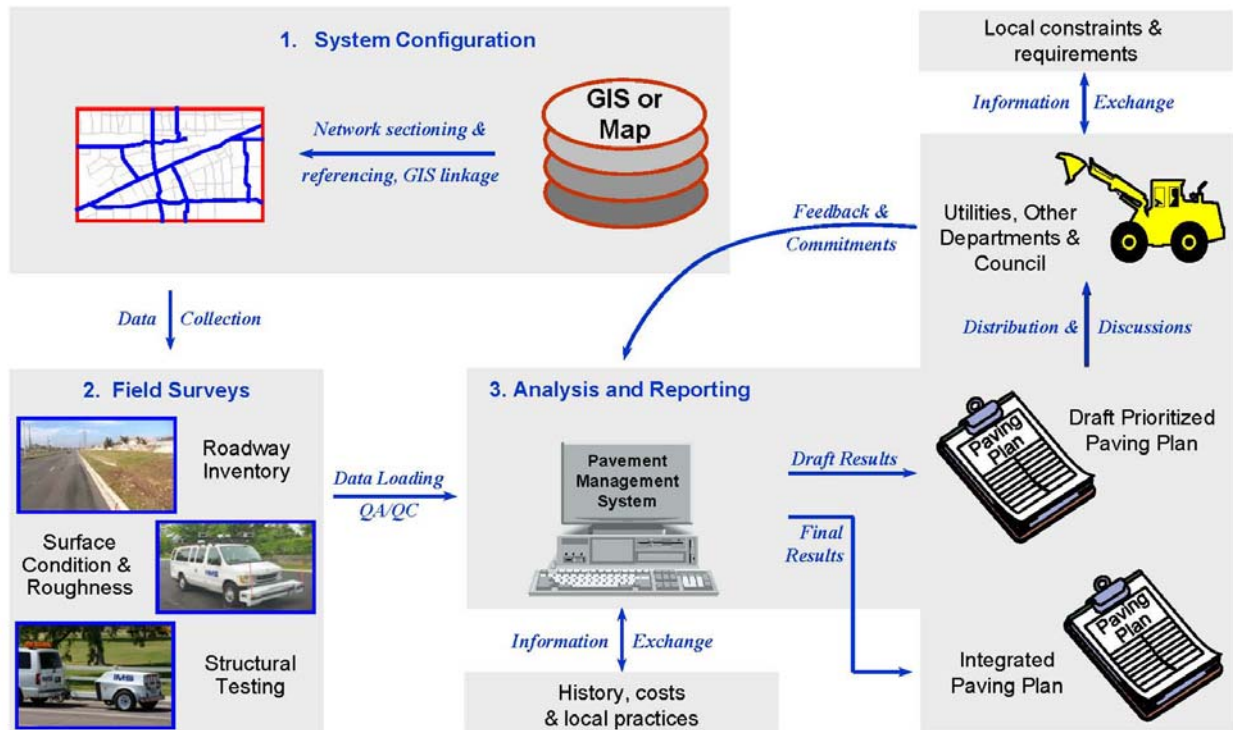 1. System Configuration
GIS or
Map
Network sectioning &
referencing, GIS linkage
Local constraints &
requirements
Information Exchange
Utilities, Other
Departments &
Council
Feedback &
Commitments
Distribution & Discussions
Data Collection
2. Field Surveys
Roadway
Inventory
Surface
Condition &
Roughness
IMS
Structural
Testing
IMS
Data Loading
QA/QC
3. Analysis and Reporting
Pavement
Management
System
Draft Results
Final
Results
Paving
Plan
Draft Prioritized
Paving Plan
Paving
Plan
Integrated
Paving Plan
Information Exchange
History, costs
& local practices